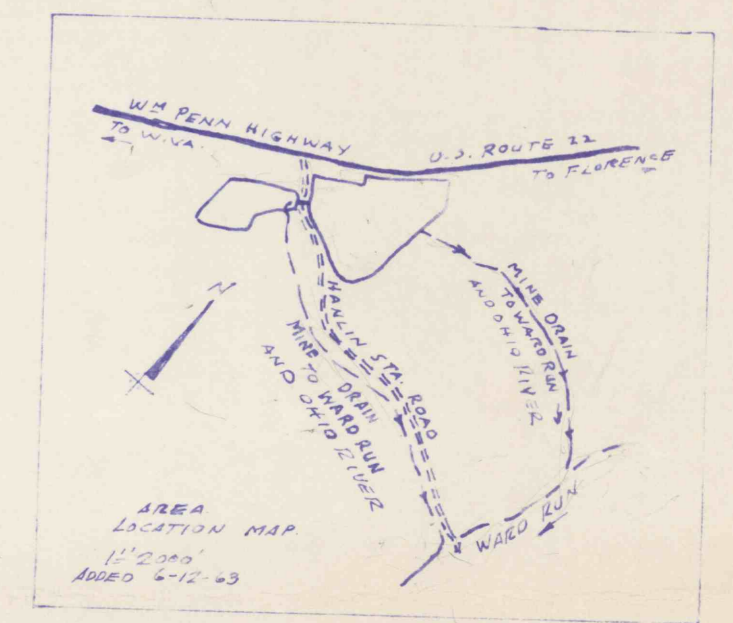 WM PENN HIGHWAY
TO W.VA.
U.S. ROUTE 22
TO FLORENCE
N
HANLIN STA. ROAD
MINE DRAIN
TO WARD RUN
AND OHIO RIVER
MINE DRAIN
TO WARD RUN
AND OHIO RIVER
WARD RUN
AREA
LOCATION MAP.
1"=2000'
ADDED 6-12-63